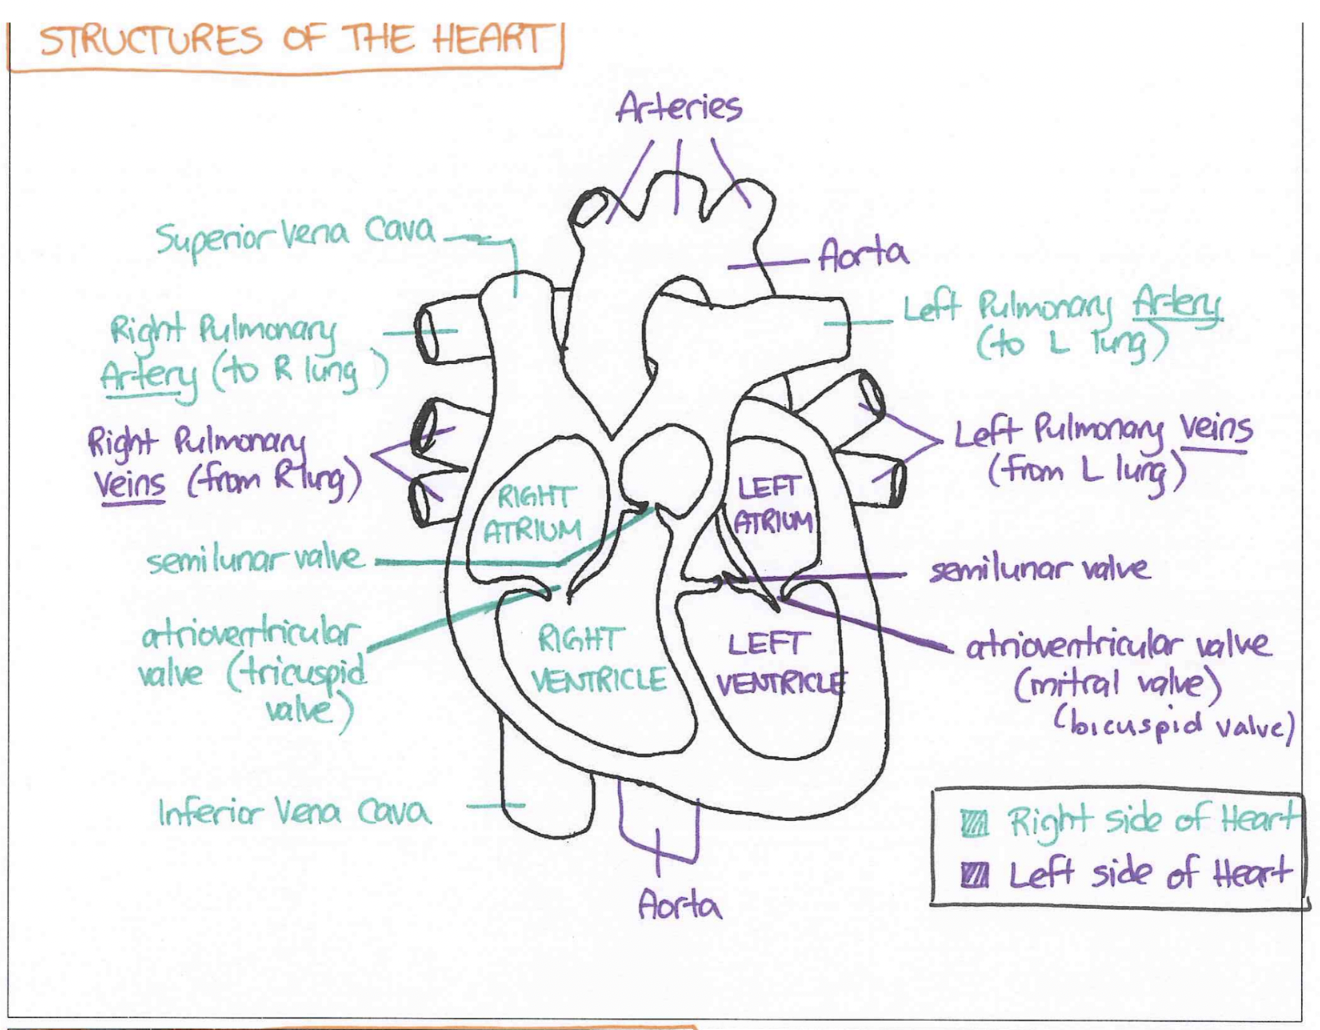 STRUCTURES OF THE HEART
Arteries
Superior Vena Cava
Aorta
Right Pulmonary
Artery (to R lung)
Left Pulmonary Artery
(to L lung)
Right Pulmonary
Veins (from R lung)
Left Pulmonary Veins
(from L lung)
RIGHT
ATRIUM
LEFT
ATRIUM
semilunar valve
semilunar valve
atrioventricular
valve (tricuspid
valve)
RIGHT
VENTRICLE
LEFT
VENTRICLE
atrioventricular valve
(mitral valve)
(bicuspid valve)
Inferior Vena Cava
Aorta
Right side of Heart
Left side of Heart